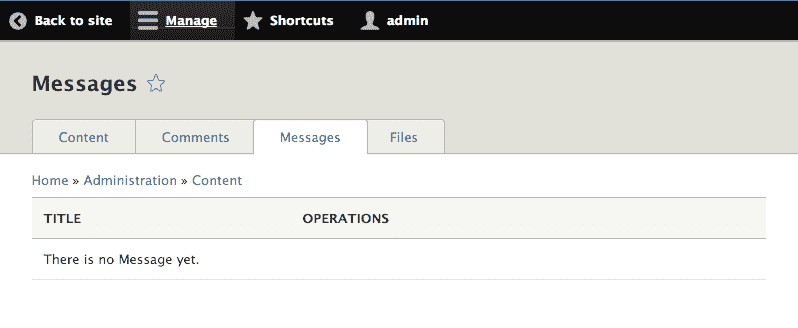 Back to site Manage Shortcuts admin
Messages
Content Comments Messages Files
Home » Administration » Content
TITLE OPERATIONS
There is no Message yet.